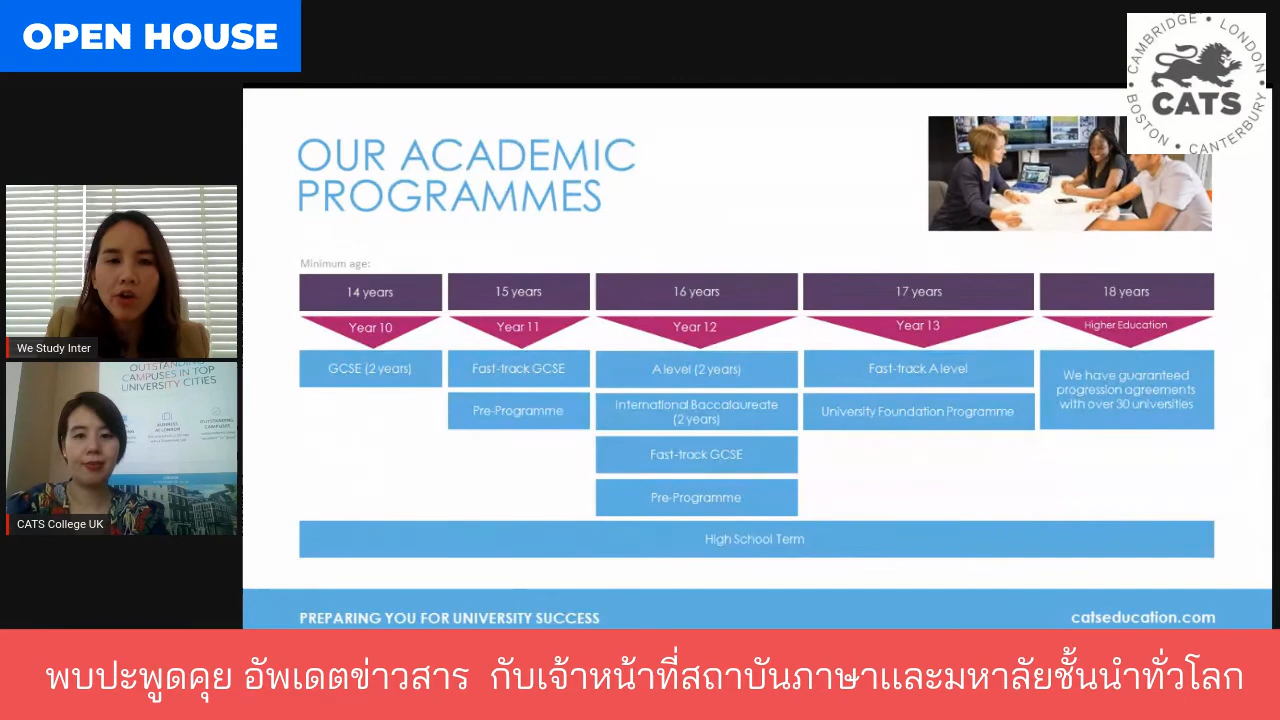 OPEN HOUSE
CAMBRIDGE • LONDON • CANTERBURY • BOSTON •
CATS
OUR ACADEMIC
PROGRAMMES
Minimum age:
14 years
15 years
16 years
17 years
18 years
Year 10
Year 11
Year 12
Year 13
Higher Education
GCSE (2 years)
Fast-track GCSE
A level (2 years)
Fast-track A level
We have guaranteed
progression agreements
with over 30 universities
Pre-Programme
International Baccalaureate
(2 years)
University Foundation Programme
Fast-track GCSE
Pre-Programme
High School Term
PREPARING YOU FOR UNIVERSITY SUCCESS
catseducation.com
We Study Inter
OUTSTANDING
CAMPUSES IN TOP
UNIVERSITY CITIES
CATS College UK
พบปะพูดคุย อัพเดตข่าวสาร กับเจ้าหน้าที่สถาบันภาษาและมหาลัยชั้นนำทั่วโลก